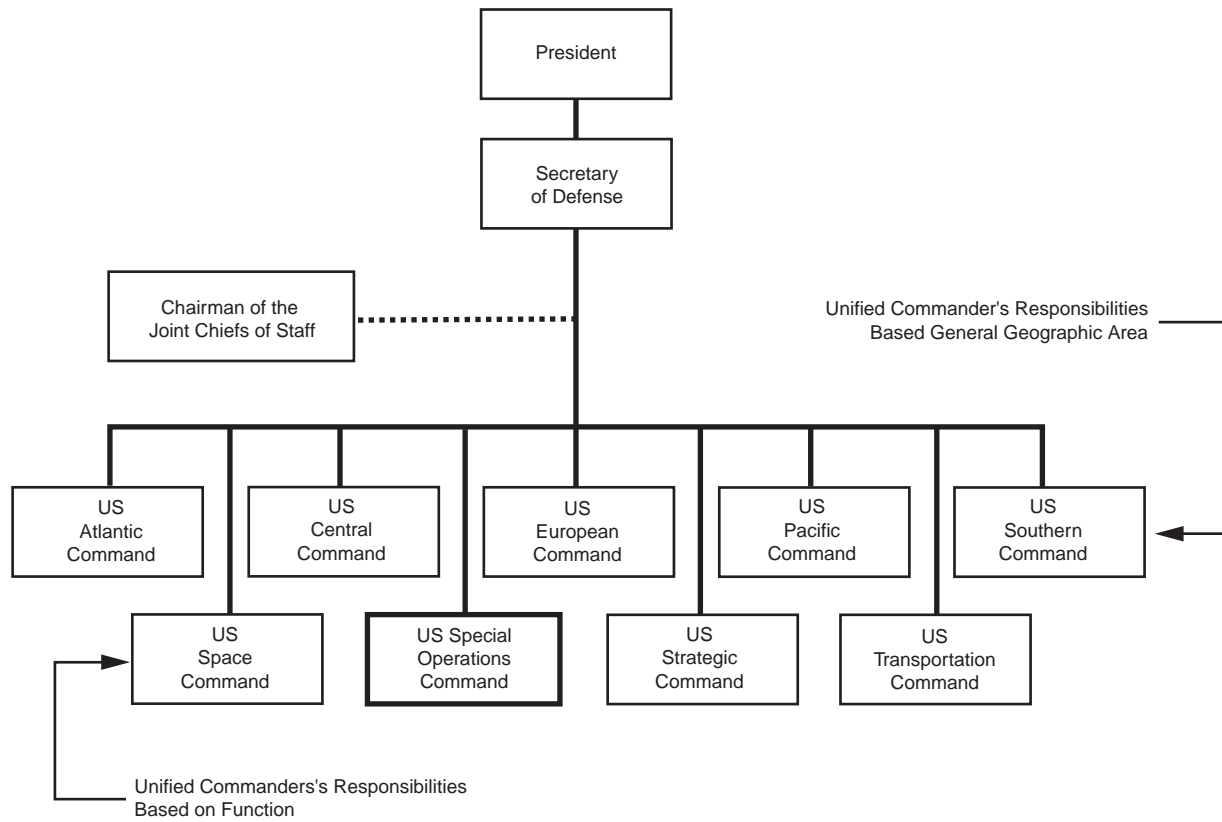 President
Secretary
of Defense
Chairman of the
Joint Chiefs of Staff
Unified Commander's Responsibilities
Based General Geographic Area
US
Atlantic
Command
US
Central
Command
US
European
Command
US
Pacific
Command
US
Southern
Command
US
Space
Command
US Special
Operations
Command
US
Strategic
Command
US
Transportation
Command
Unified Commanders's Responsibilities
Based on Function